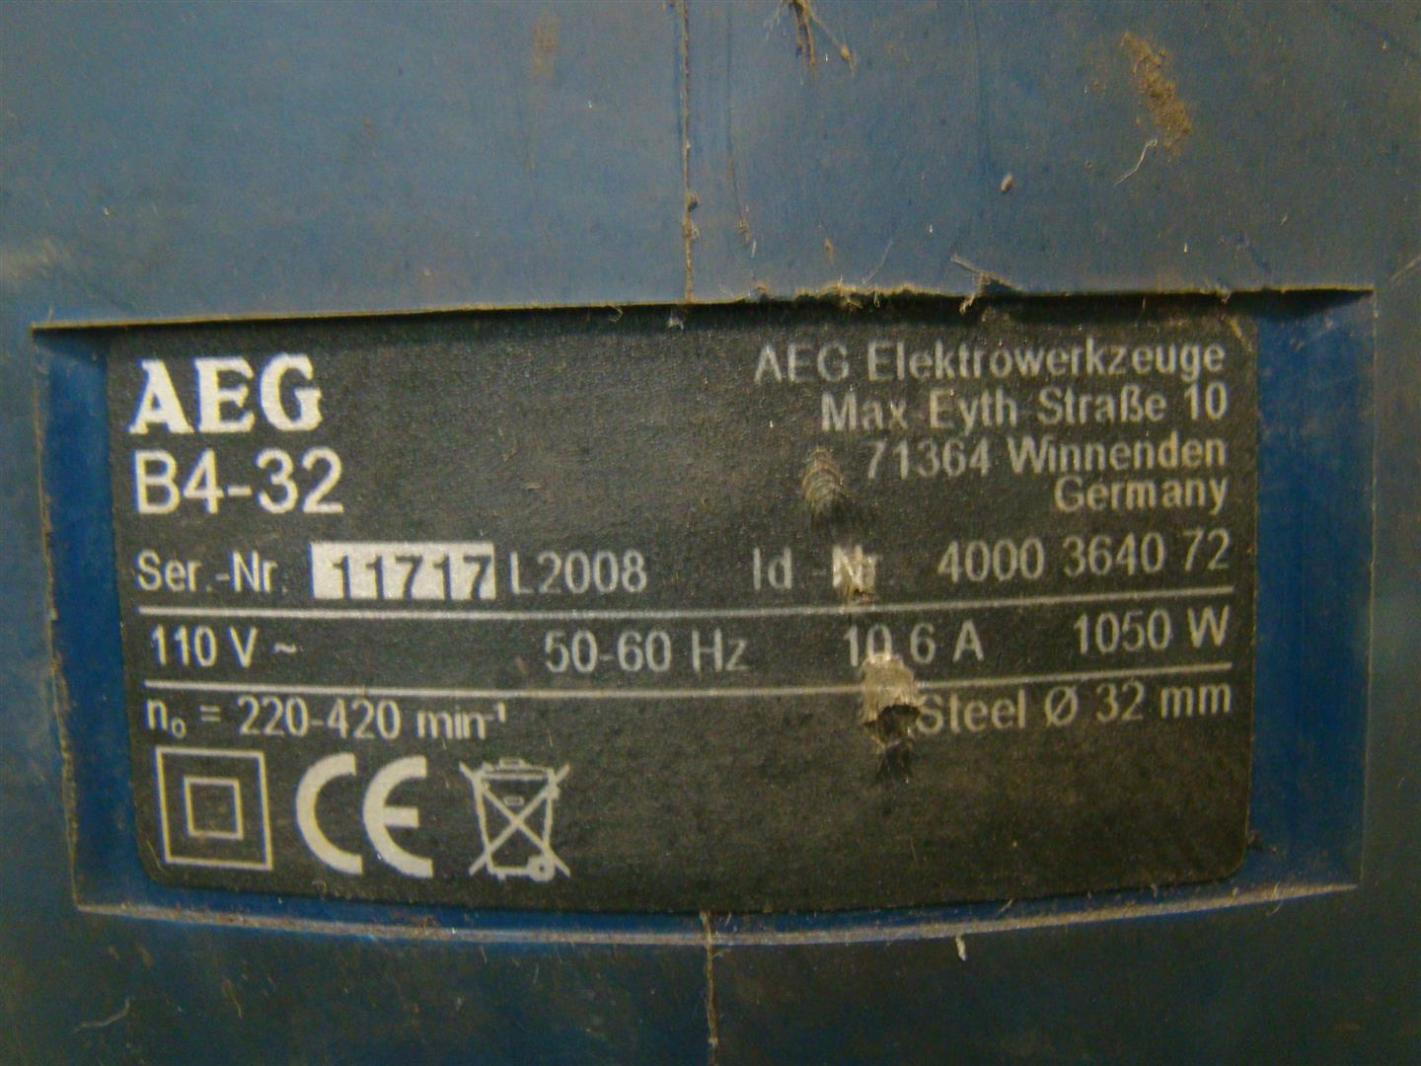 AEG
B4-32
AEG Elektrowerkzeuge
Max Eyth Straße 10
71364 Winnenden
Germany
Ser.-Nr. 11717 L2008 Id -Nr. 4000 3640 72
110 V ~ 50-60 Hz 10.6 A 1050 W
n₀ = 220-420 min⁻¹ Steel Ø 32 mm
CE